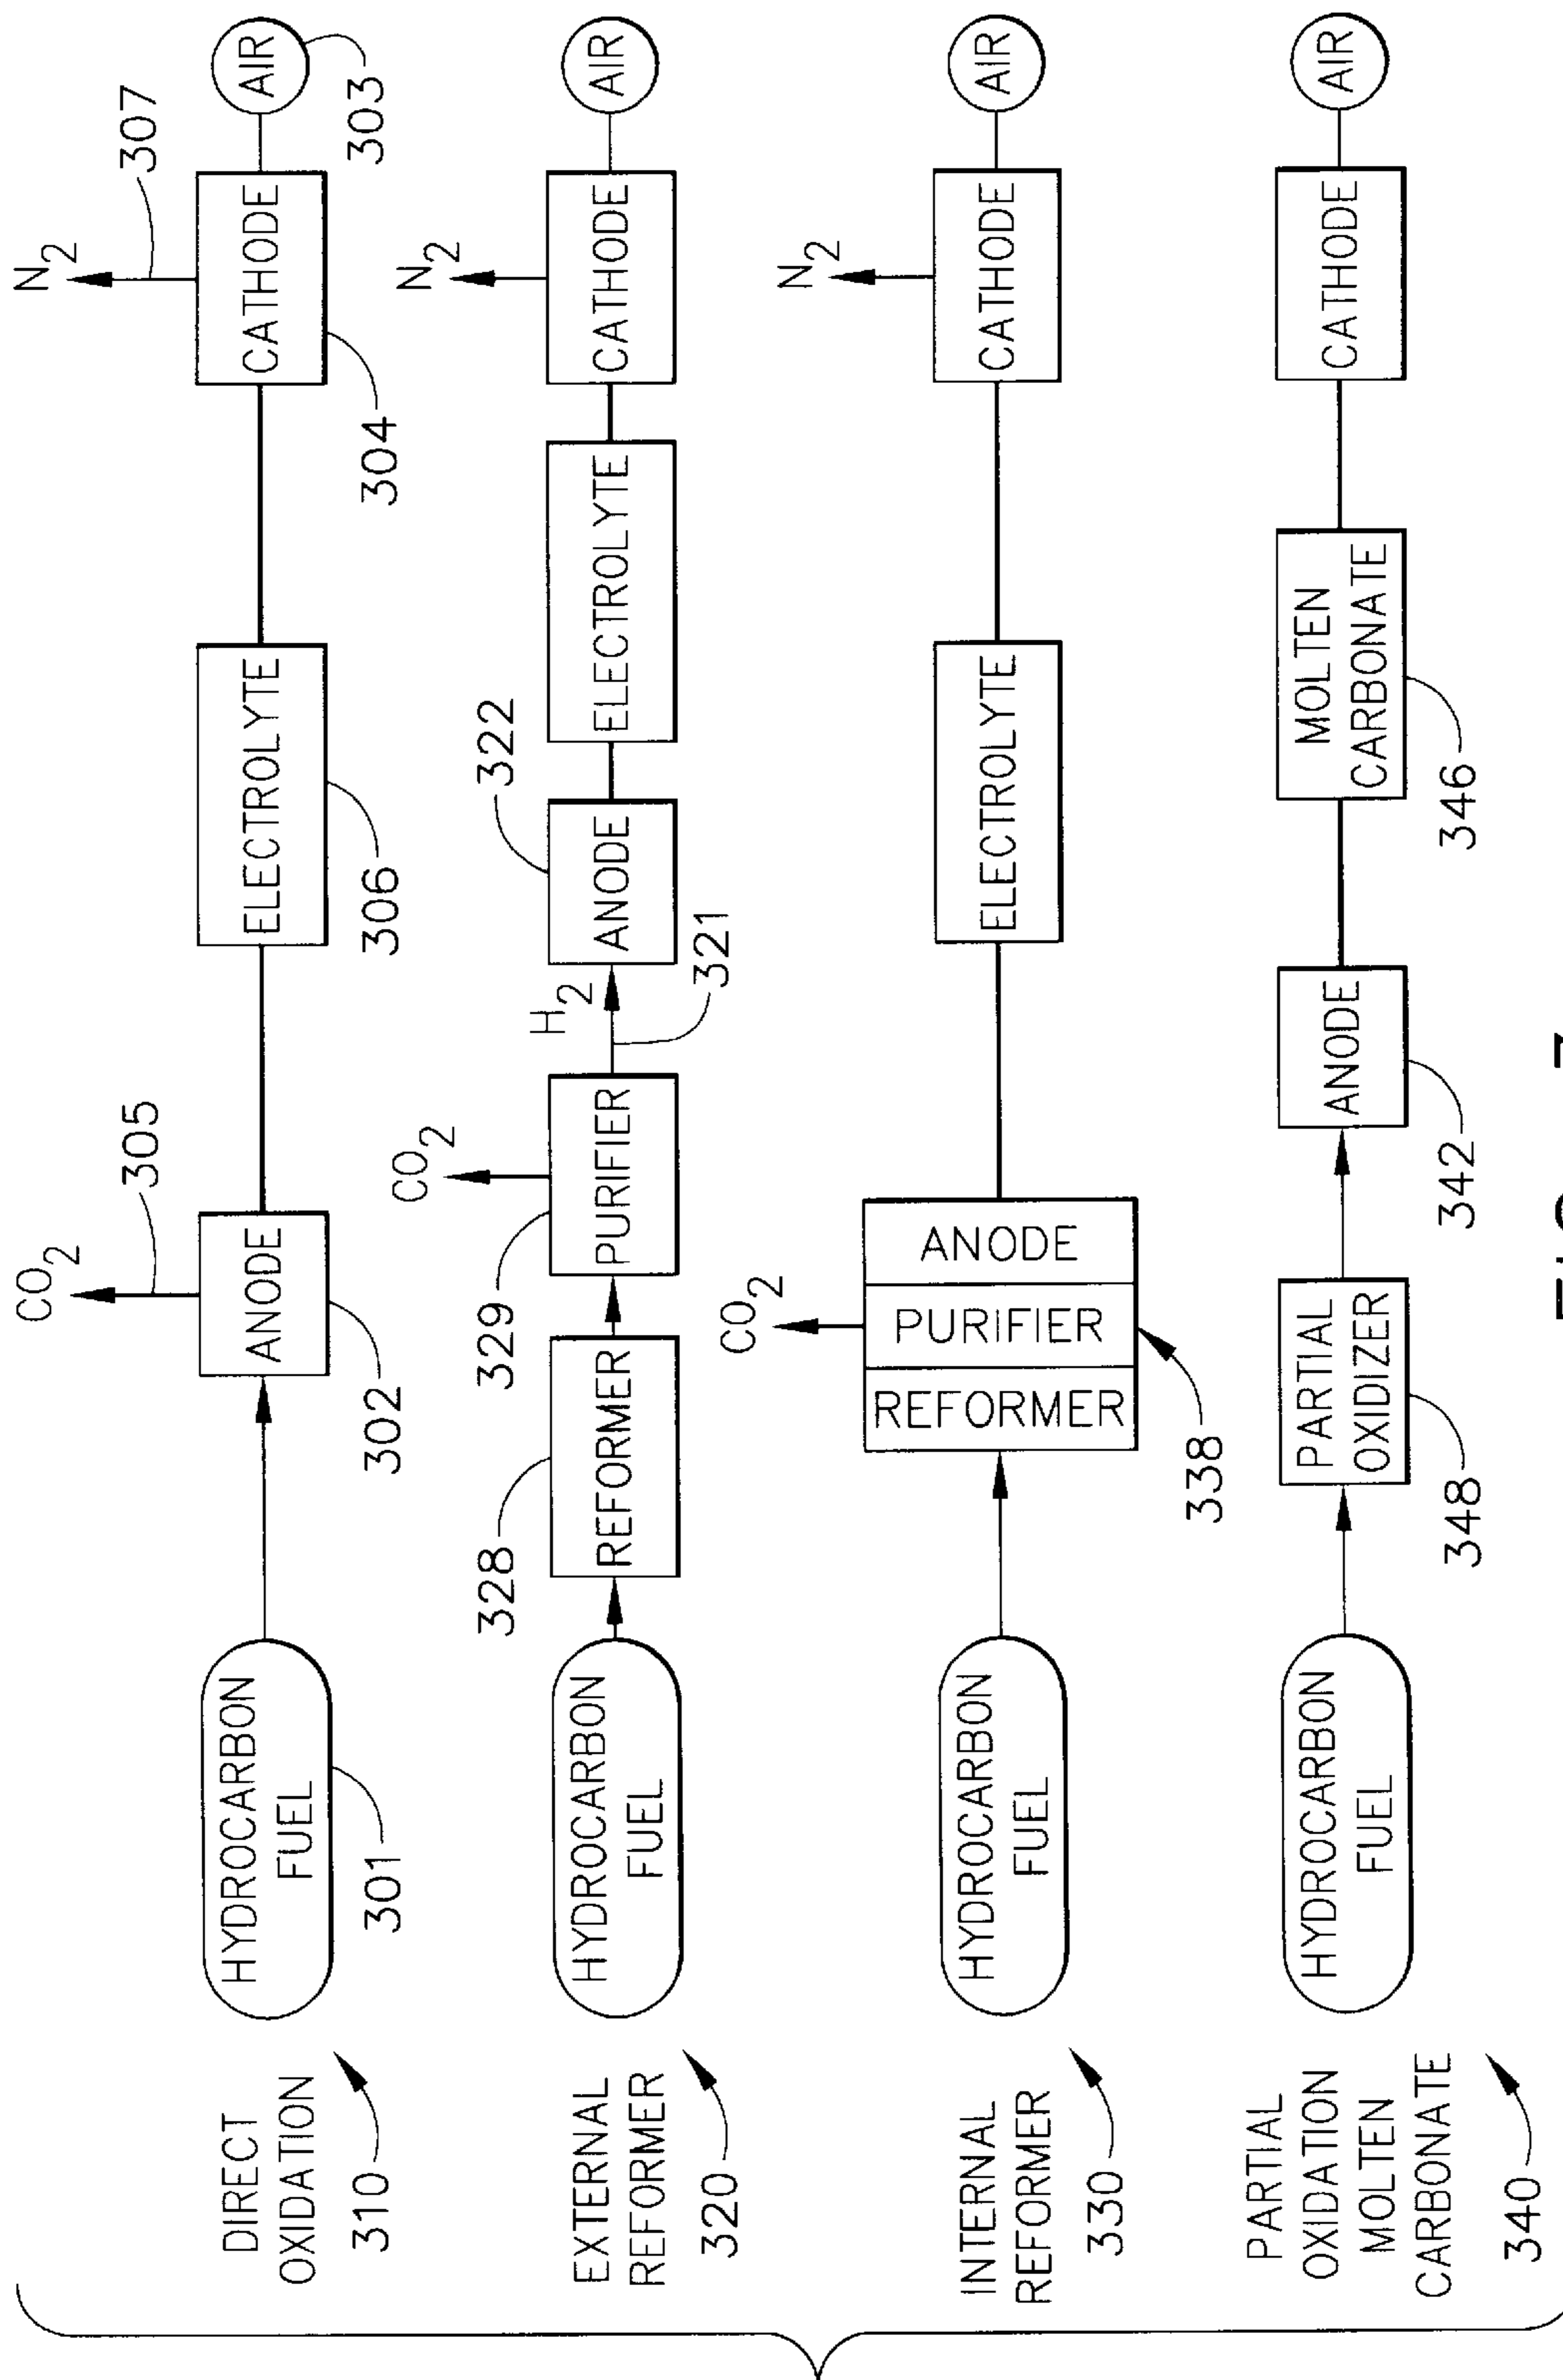 DIRECT
OXIDATION
310
HYDROCARBON
FUEL
301
ANODE
302
CO2
305
ELECTROLYTE
306
CATHODE
304
N2
307
AIR
303
EXTERNAL
REFORMER
320
HYDROCARBON
FUEL
REFORMER
328
PURIFIER
329
CO2
H2
321
ANODE
322
ELECTROLYTE
CATHODE
N2
AIR
INTERNAL
REFORMER
330
HYDROCARBON
FUEL
REFORMER
PURIFIER
ANODE
338
CO2
ELECTROLYTE
CATHODE
N2
AIR
PARTIAL
OXIDATION
MOLTEN
CARBONATE
340
HYDROCARBON
FUEL
PARTIAL
OXIDIZER
348
ANODE
342
MOLTEN
CARBONATE
346
CATHODE
AIR